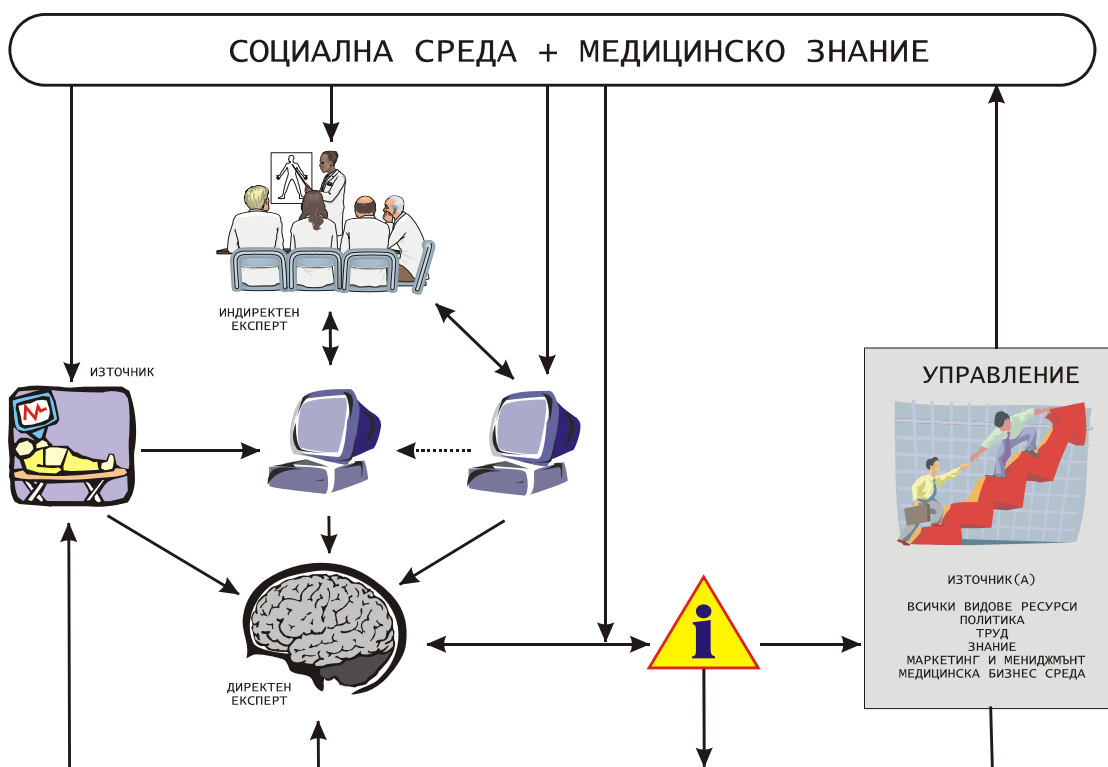 СОЦИАЛНА СРЕДА + МЕДИЦИНСКО ЗНАНИЕ
ИНДИРЕКТЕН
ЕКСПЕРТ
ИЗТОЧНИК
УПРАВЛЕНИЕ
ИЗТОЧНИК(А)
ВСИЧКИ ВИДОВЕ РЕСУРСИ
ПОЛИТИКА
ТРУД
ЗНАНИЕ
МАРКЕТИНГ И МЕНИДЖМЪНТ
МЕДИЦИНСКА БИЗНЕС СРЕДА
i
ДИРЕКТЕН
ЕКСПЕРТ